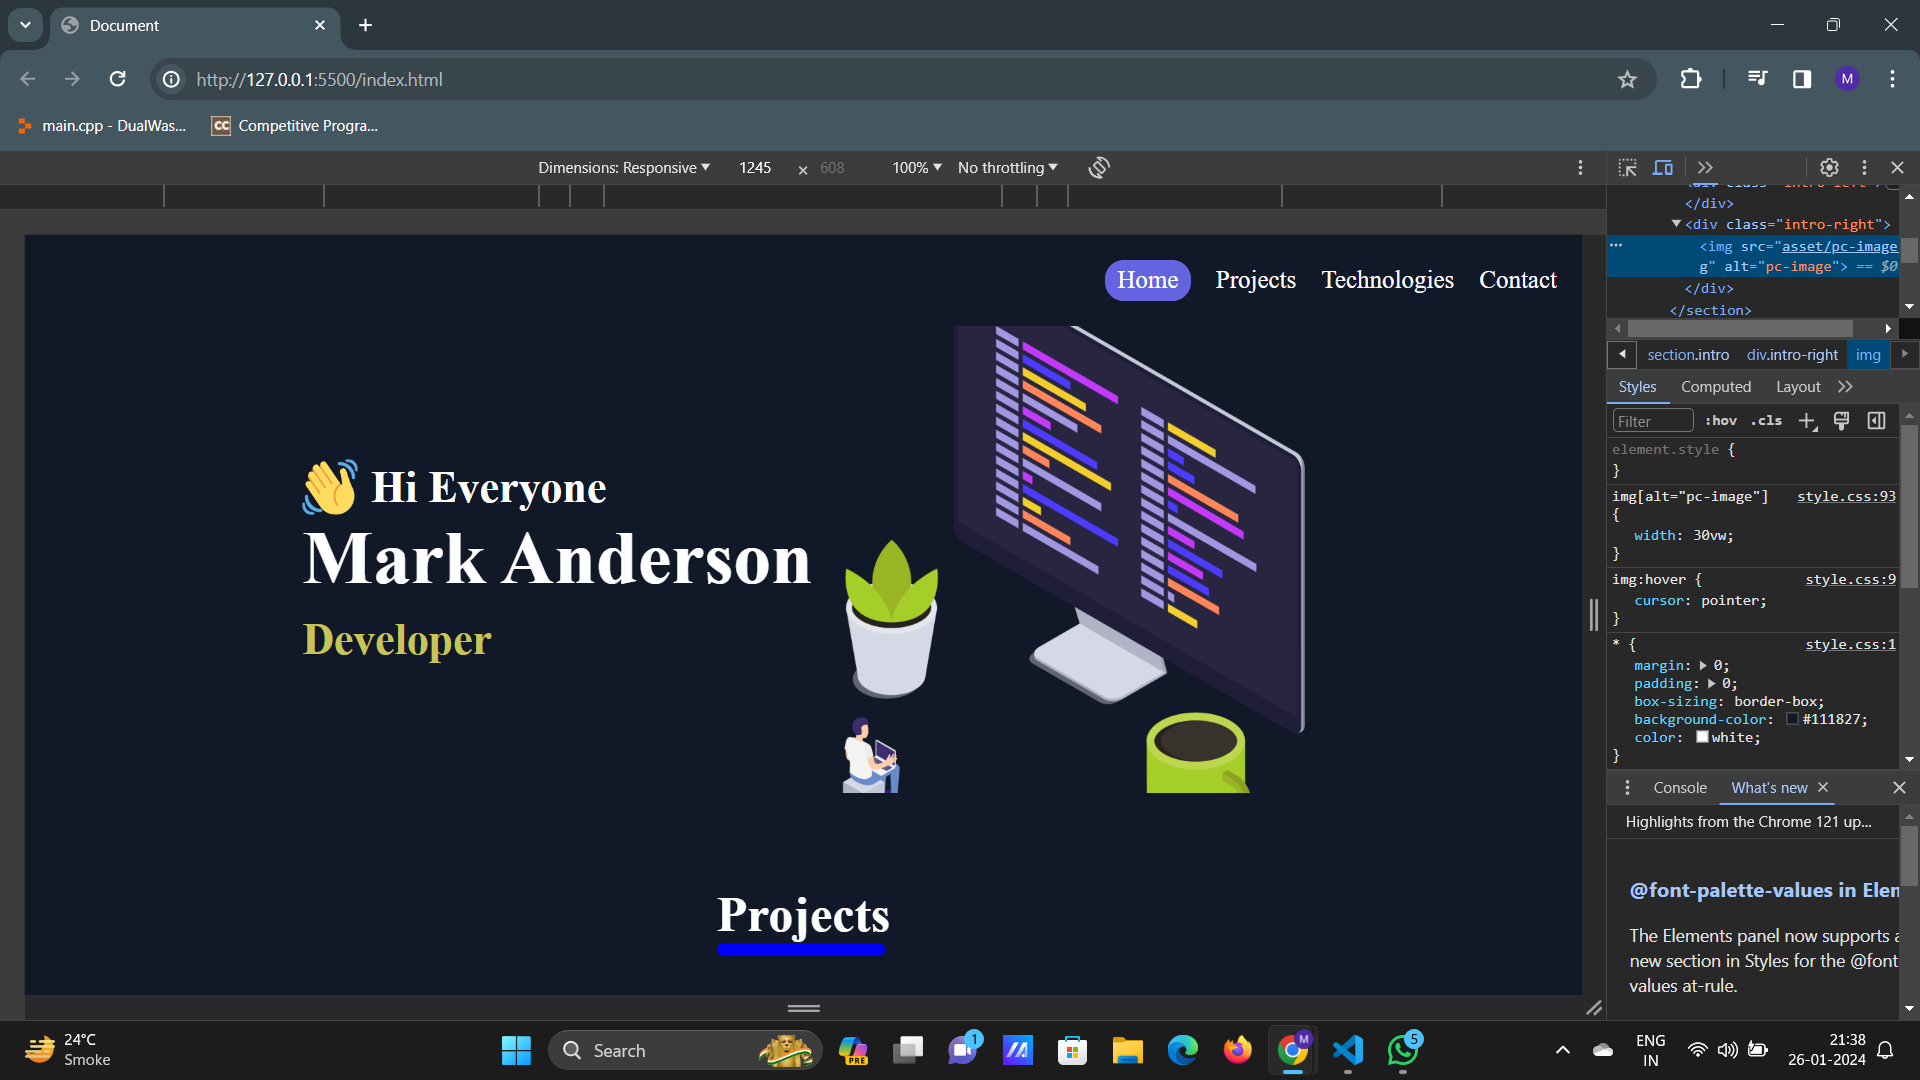 Document
http://127.0.0.1:5500/index.html
M
main.cpp - DualWas...
CC
Competitive Progra...
Dimensions: Responsive
1245
×
608
100%
No throttling
</div>
<div class="intro-right">
<img src="asset/pc-image
g" alt="pc-image"> == $0
</div>
</section>
section.intro
div.intro-right
img
Styles
Computed
Layout
Filter
:hov
.cls
element.style {
}
img[alt="pc-image"]
style.css:93
{
width: 30vw;
}
img:hover {
style.css:9
cursor: pointer;
}
* {
style.css:1
margin: 0;
padding: 0;
box-sizing: border-box;
background-color: #111827;
color: white;
}
Console
What's new
Highlights from the Chrome 121 up...
@font-palette-values in Elem
The Elements panel now supports a
new section in Styles for the @font
values at-rule.
Home
Projects
Technologies
Contact
Hi Everyone
Mark Anderson
Developer
Projects
24°C
Smoke
Search
PRE
1
M
5
ENG
IN
21:38
26-01-2024